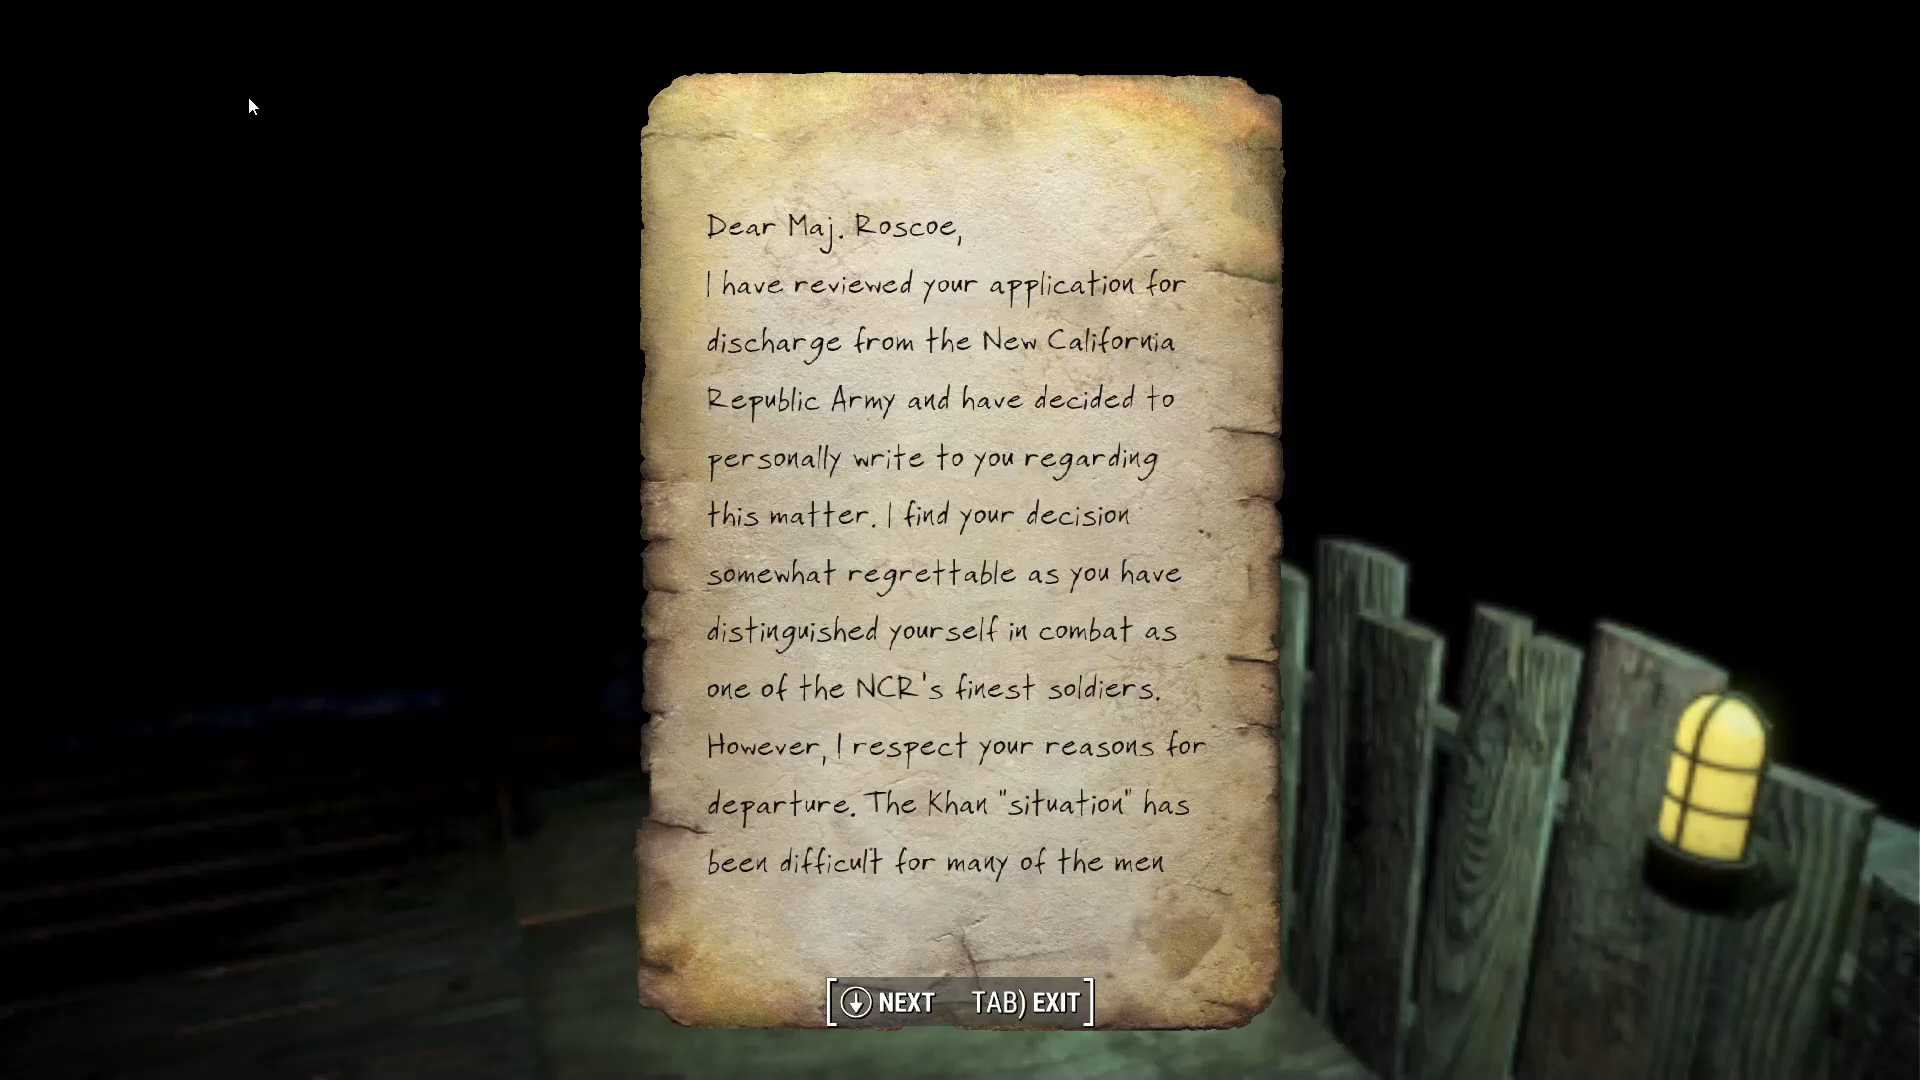 Dear Maj. Roscoe,
I have reviewed your application for
discharge from the New California
Republic Army and have decided to
personally write to you regarding
this matter. I find your decision
somewhat regrettable as you have
distinguished yourself in combat as
one of the NCR's finest soldiers.
However, I respect your reasons for
departure. The Khan "situation" has
been difficult for many of the men
NEXT TAB) EXIT